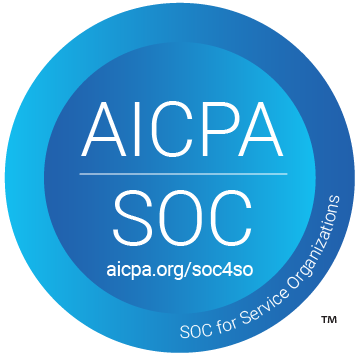 AICPA
SOC
aicpa.org/soc4so
SOC for Service Organizations
TM